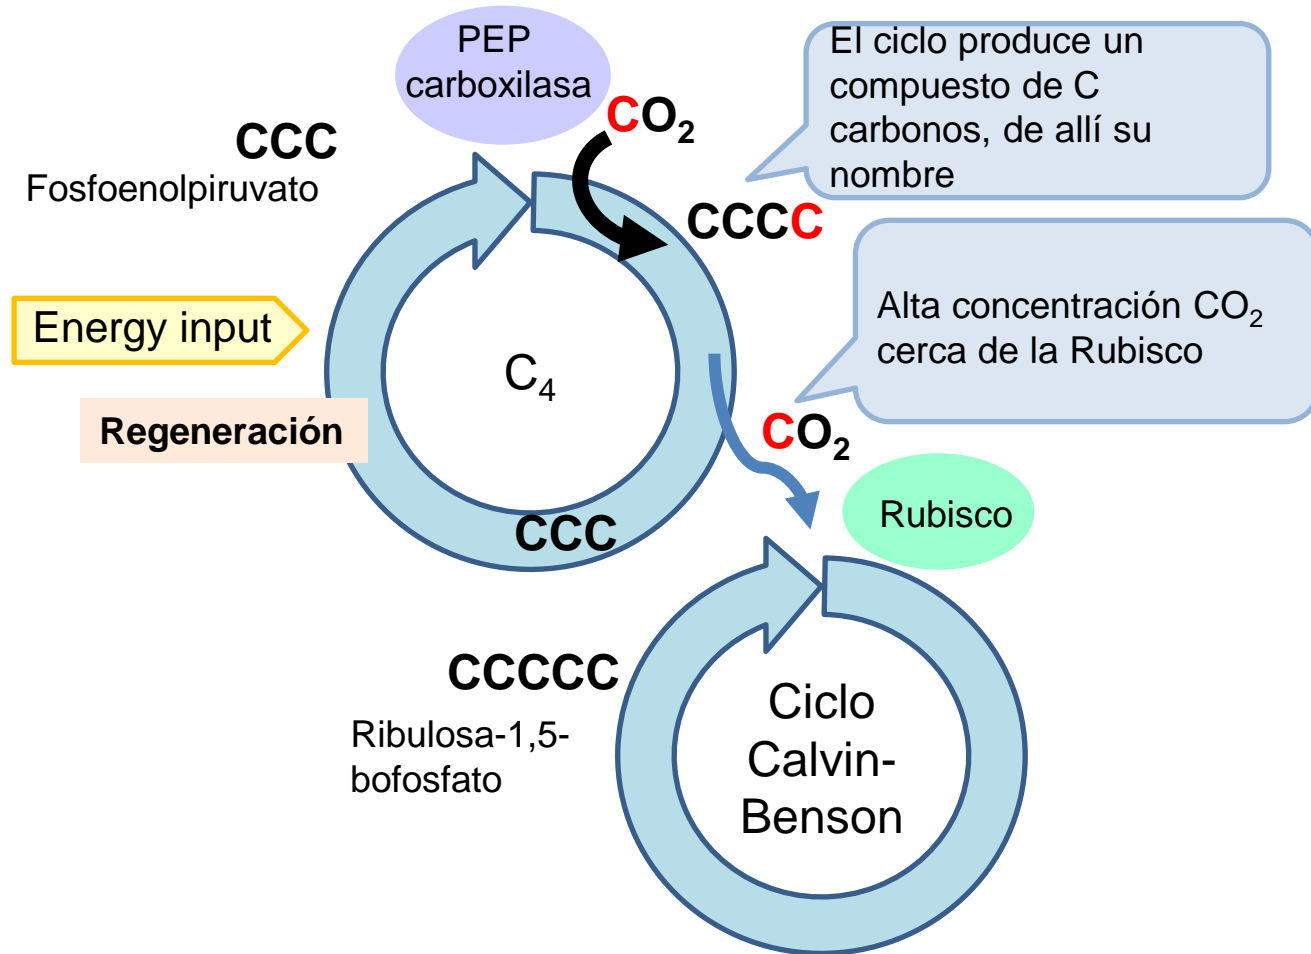 PEP
carboxilasa
CO₂
El ciclo produce un
compuesto de C
carbonos, de allí su
nombre
CCC
Fosfoenolpiruvato
CCCC
Alta concentración CO₂
cerca de la Rubisco
Energy input
C₄
Regeneración
CO₂
CCC
Rubisco
CCCCC
Ribulosa-1,5-
bofosfato
Ciclo
Calvin-
Benson